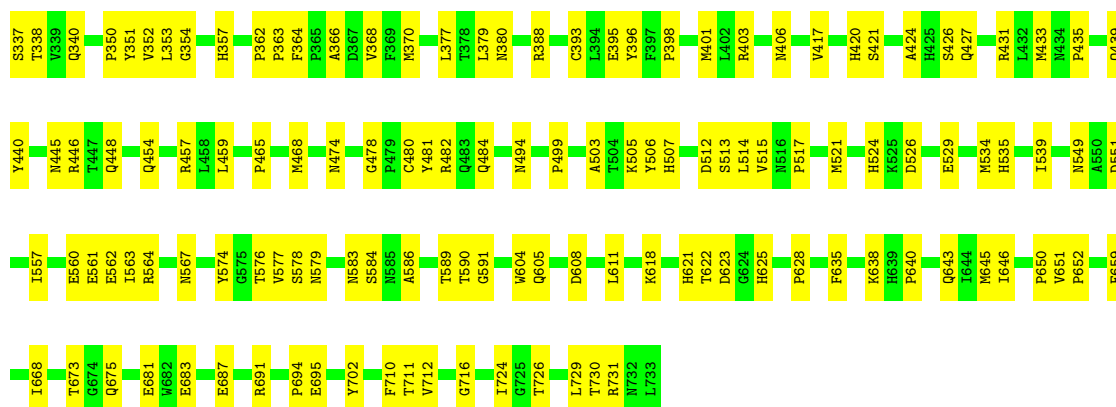 S337 T338 V339 Q340 P350 Y351 V352 L353 G354 H357 P362 P363 F364 P365 A366 D367 V368 F369 M370 L377 T378 L379 N380 R388 C393 L394 E395 Y396 F397 P398 M401 L402 R403 N406 V417 H420 S421 A424 H425 S426 Q427 R431 L432 M433 N434 P435
Y440 N445 R446 T447 Q448 Q454 R457 L458 L459 P465 M468 N474 G478 P479 C480 Y481 R482 Q483 Q484 N494 P499 A503 T504 K505 Y506 H507 D512 S513 L514 V515 N516 P517 M521 H524 K525 D526 E529 M534 H535 I539 N549 A550 D551
I557 E560 E561 E562 I563 R564 N567 Y574 G575 T576 V577 S578 N579 N583 S584 N585 A586 T589 T590 G591 W604 Q605 D608 L611 K618 H621 T622 D623 G624 H625 P628 F635 K638 H639 P640 Q643 I644 M645 I646 P650 V651 P652
I668 T673 G674 Q675 E681 W682 E683 E687 R691 P694 E695 Y702 F710 T711 V712 G716 I724 G725 T726 L729 T730 R731 N732 L733